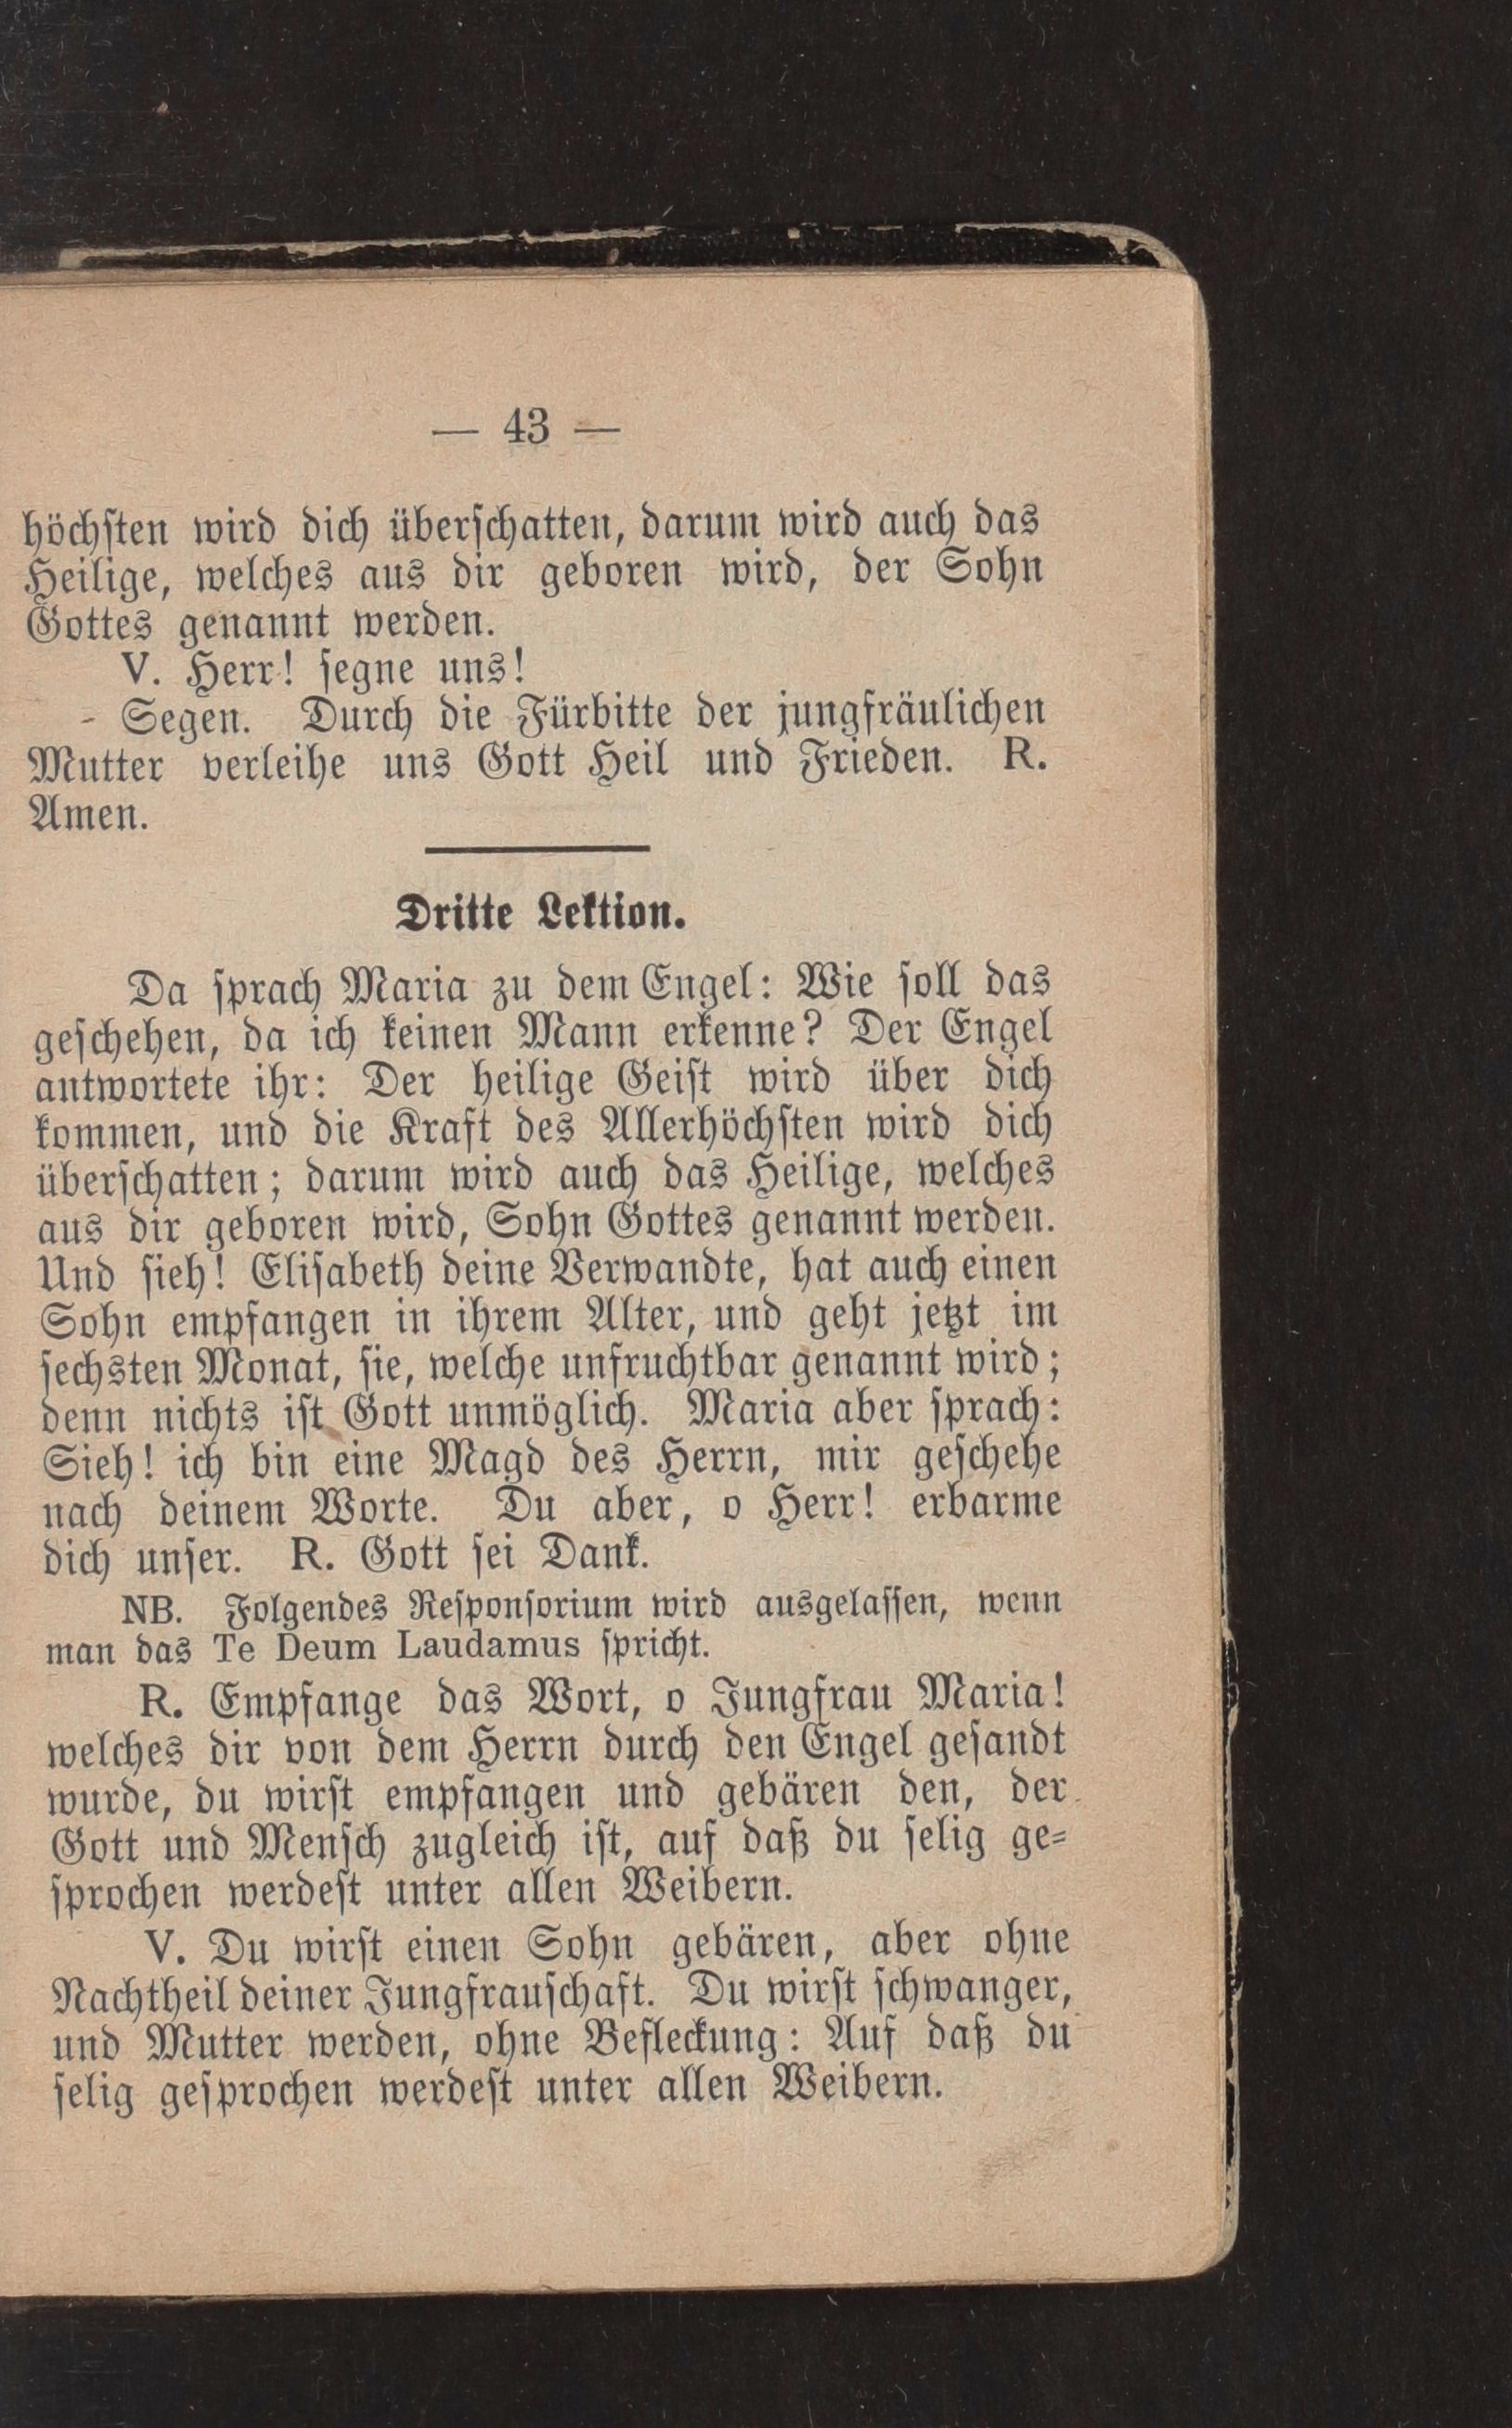 — 43 —
höchsten wird dich überschatten, darum wird auch das
Heilige, welches aus dir geboren wird, der Sohn
Gottes genannt werden.
V. Herr! segne uns!
- Segen. Durch die Fürbitte der jungfräulichen
Mutter verleihe uns Gott Heil und Frieden. R.
Amen.
Dritte Lektion.
Da sprach Maria zu dem Engel: Wie soll das
geschehen, da ich keinen Mann erkenne? Der Engel
antwortete ihr: Der heilige Geist wird über dich
kommen, und die Kraft des Allerhöchsten wird dich
überschatten; darum wird auch das Heilige, welches
aus dir geboren wird, Sohn Gottes genannt werden.
Und sieh! Elisabeth deine Verwandte, hat auch einen
Sohn empfangen in ihrem Alter, und geht jetzt im
sechsten Monat, sie, welche unfruchtbar genannt wird;
denn nichts ist Gott unmöglich. Maria aber sprach:
Sieh! ich bin eine Magd des Herrn, mir geschehe
nach deinem Worte. Du aber, o Herr! erbarme
dich unser. R. Gott sei Dank.
NB. Folgendes Responsorium wird ausgelassen, wenn
man das Te Deum Laudamus spricht.
R. Empfange das Wort, o Jungfrau Maria!
welches dir von dem Herrn durch den Engel gesandt
wurde, du wirst empfangen und gebären den, der
Gott und Mensch zugleich ist, auf daß du selig ge-
sprochen werdest unter allen Weibern.
V. Du wirst einen Sohn gebären, aber ohne
Nachtheil deiner Jungfrauschaft. Du wirst schwanger,
und Mutter werden, ohne Befleckung: Auf daß du
selig gesprochen werdest unter allen Weibern.